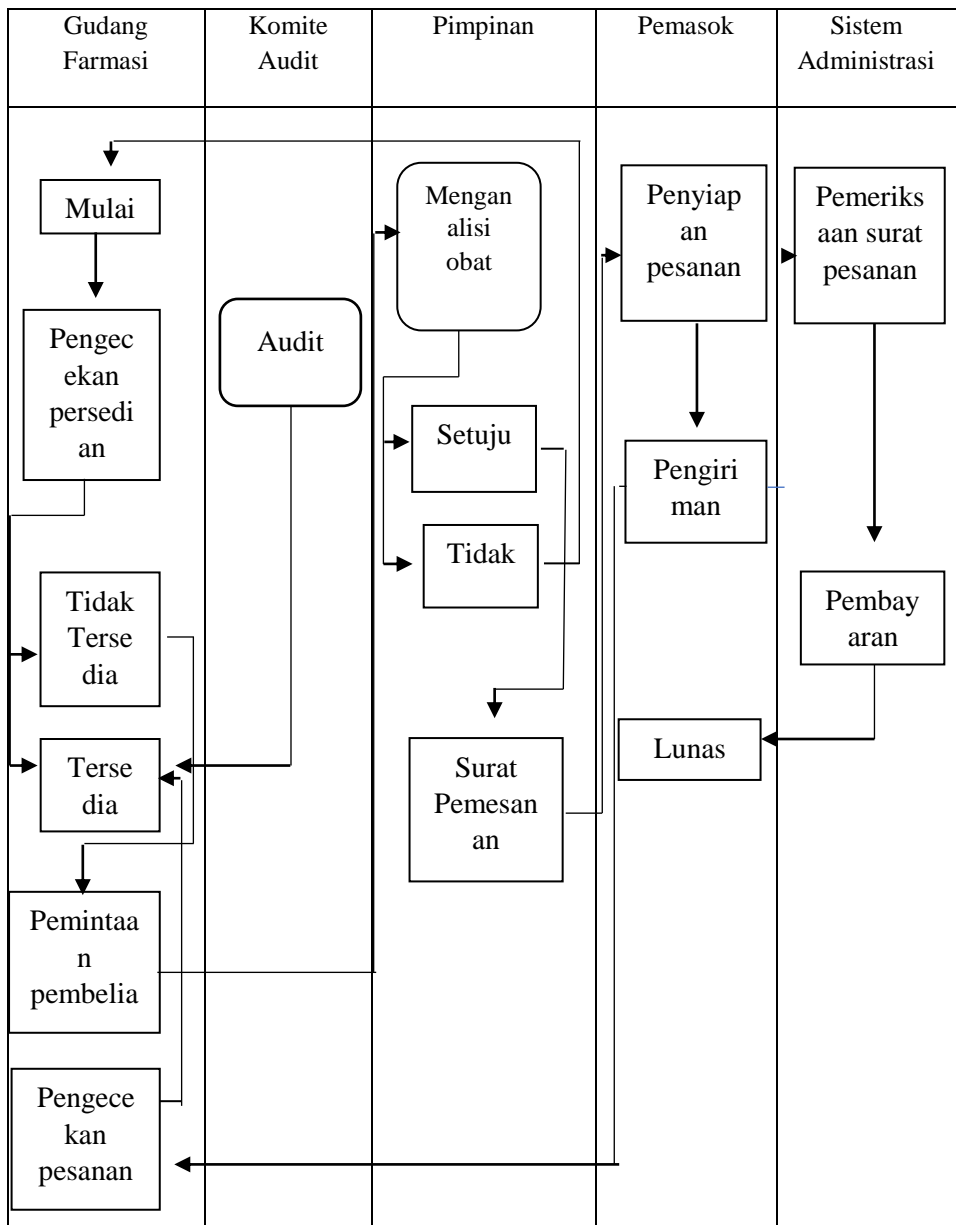 Gudang
Farmasi
Komite
Audit
Pimpinan
Pemasok
Sistem
Administrasi
Mulai
Pengec
ekan
persedi
an
Tidak
Terse
dia
Terse
dia
Pemintaa
n
pembelia
Pengece
kan
pesanan
Audit
Mengan
alisi
obat
Setuju
Tidak
Surat
Pemesan
an
Penyiap
an
pesanan
Pengiri
man
Lunas
Pemeriks
aan surat
pesanan
Pembay
aran